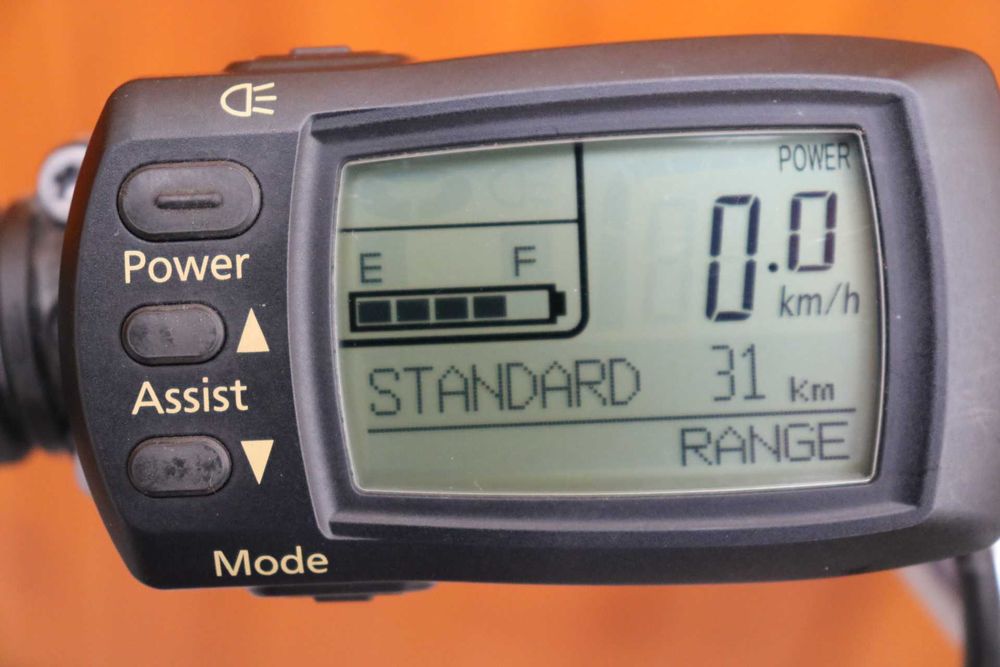 Power
Assist
Mode
E F
POWER
0.0
km/h
STANDARD 31 Km
RANGE